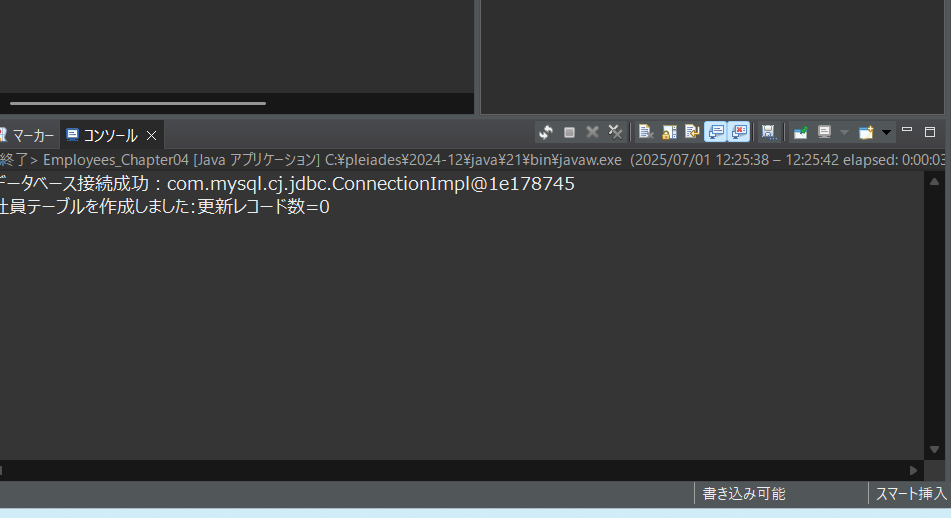 マーカー コンソール
終了> Employees_Chapter04 [Java アプリケーション] C:¥pleiades¥2024-12¥java¥21¥bin¥javaw.exe (2025/07/01 12:25:38 – 12:25:42 elapsed: 0:00:03
データベース接続成功：com.mysql.cj.jdbc.ConnectionImpl@1e178745
社員テーブルを作成しました:更新レコード数=0
書き込み可能 スマート挿入